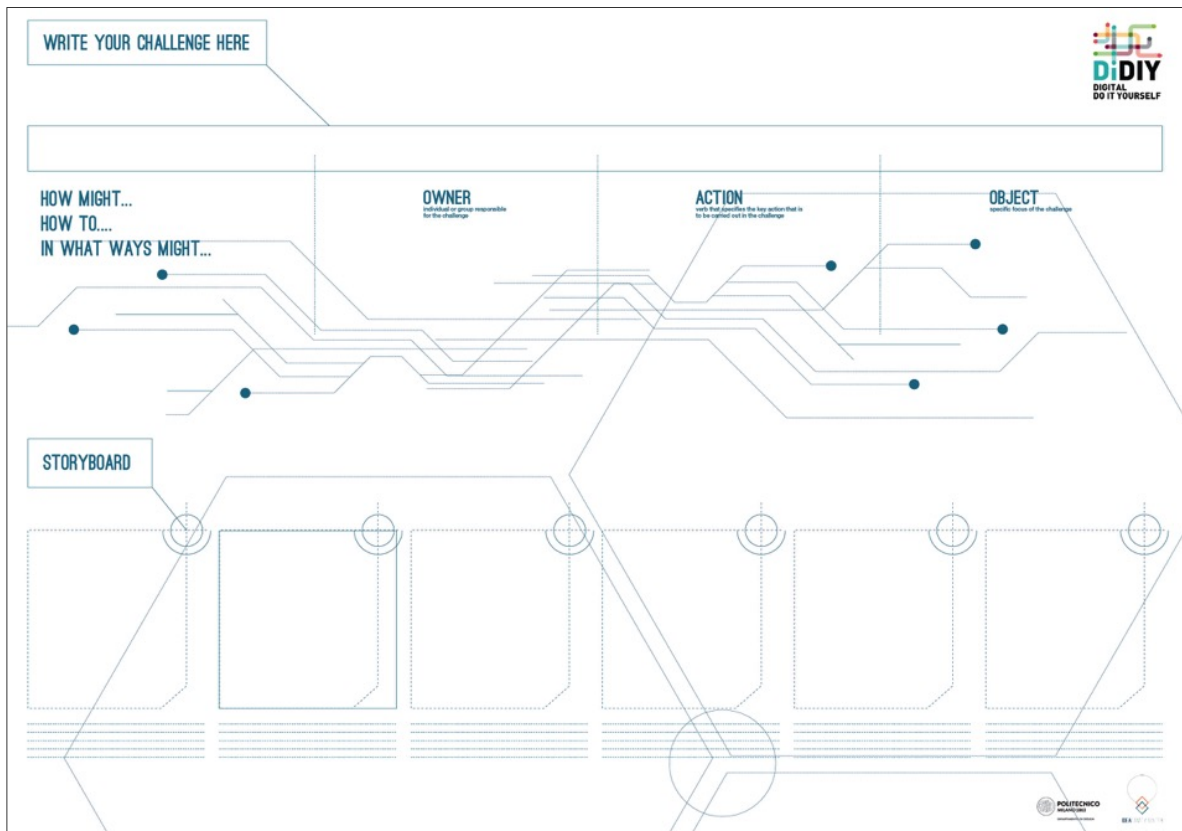 WRITE YOUR CHALLENGE HERE
DiDIY
DIGITAL
DO IT YOURSELF
HOW MIGHT...
HOW TO....
IN WHAT WAYS MIGHT...
OWNER
individual or group responsible
for the challenge
ACTION
verb that specifies the key action that is
to be carried out in the challenge
OBJECT
specific focus of the challenge
STORYBOARD
POLITECNICO
MILANO 1863